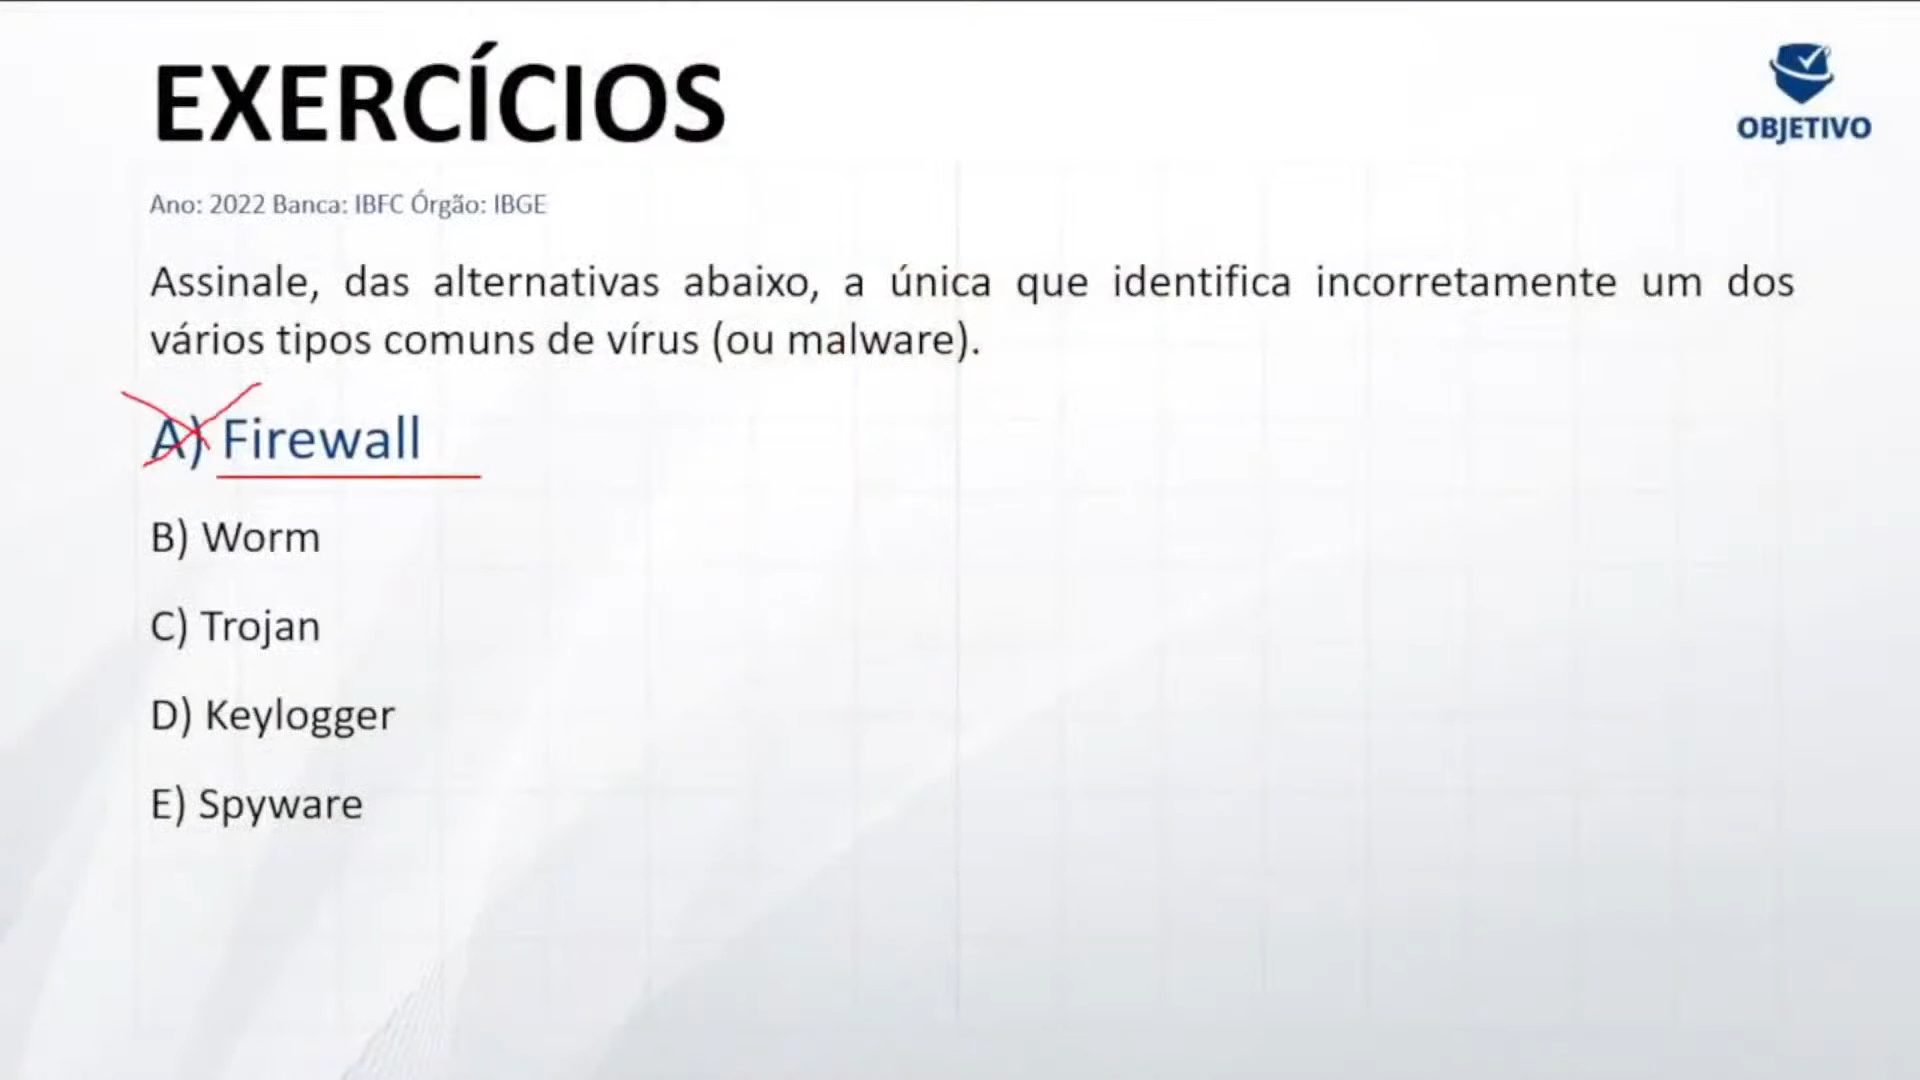 EXERCÍCIOS
OBJETIVO
Ano: 2022 Banca: IBFC Órgão: IBGE
Assinale, das alternativas abaixo, a única que identifica incorretamente um dos
vários tipos comuns de vírus (ou malware).
A) Firewall
B) Worm
C) Trojan
D) Keylogger
E) Spyware